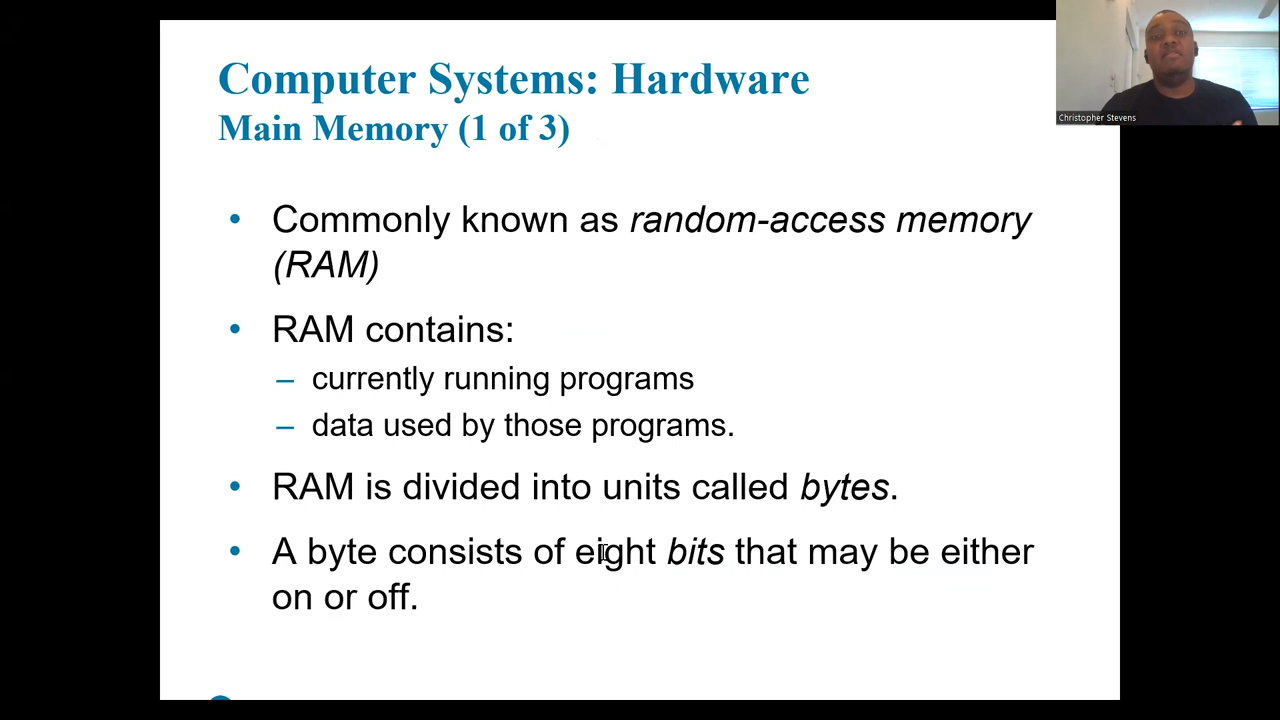 Computer Systems: Hardware
Main Memory (1 of 3)
Christopher Stevens
• Commonly known as random-access memory
(RAM)
• RAM contains:
– currently running programs
– data used by those programs.
• RAM is divided into units called bytes.
• A byte consists of eight bits that may be either
on or off.